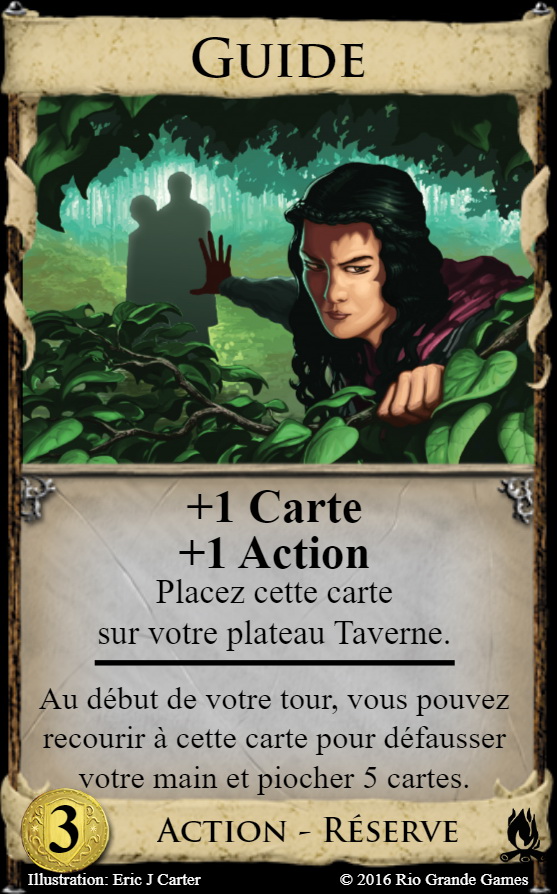 Guide
+1 Carte
+1 Action
Placez cette carte
sur votre plateau Taverne.
Au début de votre tour, vous pouvez
recourir à cette carte pour défausser
votre main et piocher 5 cartes.
3
Action - Réserve
Illustration: Eric J Carter
© 2016 Rio Grande Games